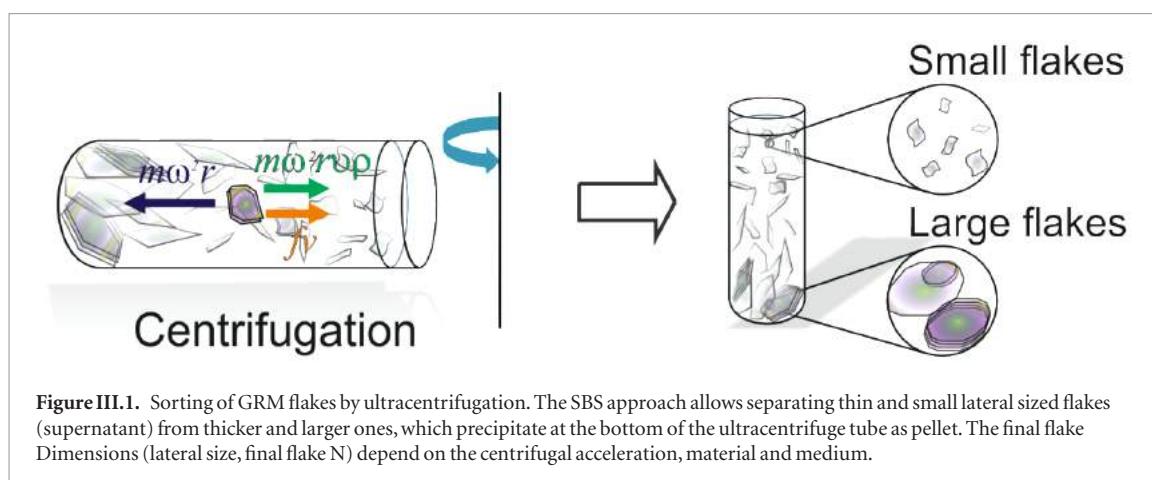 Small flakes
mω²r
mω²rυρ
fv
Large flakes
Centrifugation
Figure III.1. Sorting of GRM flakes by ultracentrifugation. The SBS approach allows separating thin and small lateral sized flakes
(supernatant) from thicker and larger ones, which precipitate at the bottom of the ultracentrifuge tube as pellet. The final flake
Dimensions (lateral size, final flake N) depend on the centrifugal acceleration, material and medium.